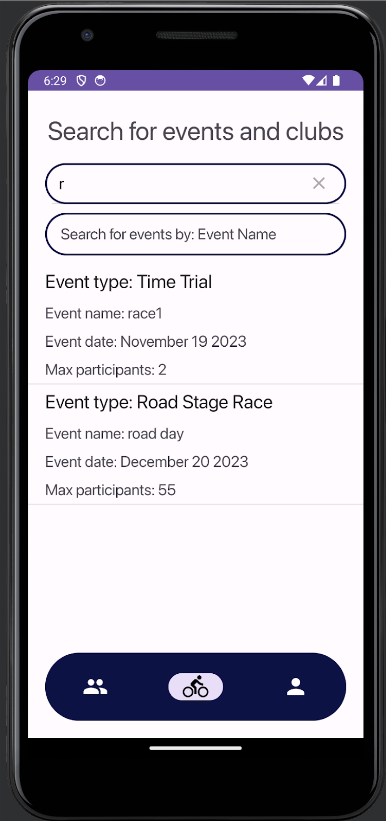 6:29
Search for events and clubs
r
Search for events by: Event Name
Event type: Time Trial
Event name: race1
Event date: November 19 2023
Max participants: 2
Event type: Road Stage Race
Event name: road day
Event date: December 20 2023
Max participants: 55